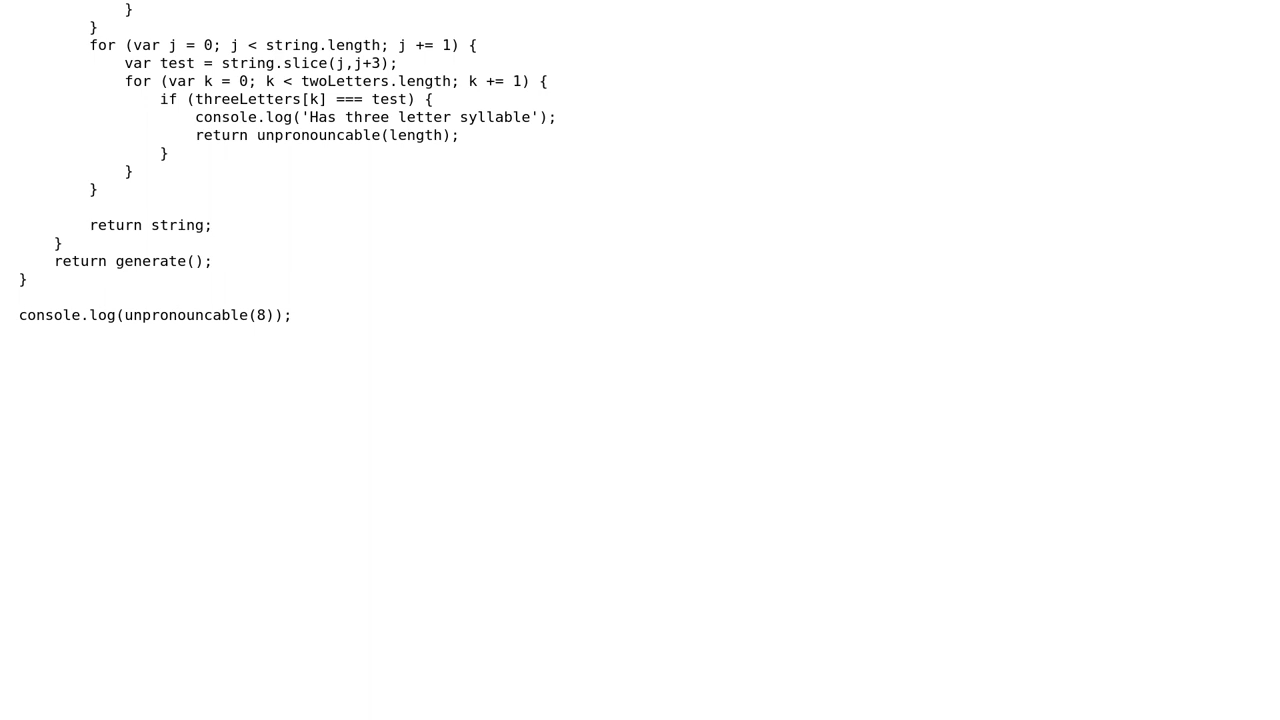 }
        }
        for (var j = 0; j < string.length; j += 1) {
            var test = string.slice(j,j+3);
            for (var k = 0; k < twoLetters.length; k += 1) {
                if (threeLetters[k] === test) {
                    console.log('Has three letter syllable');
                    return unpronouncable(length);
                }
            }
        }

        return string;
    }
    return generate();
}

console.log(unpronouncable(8));